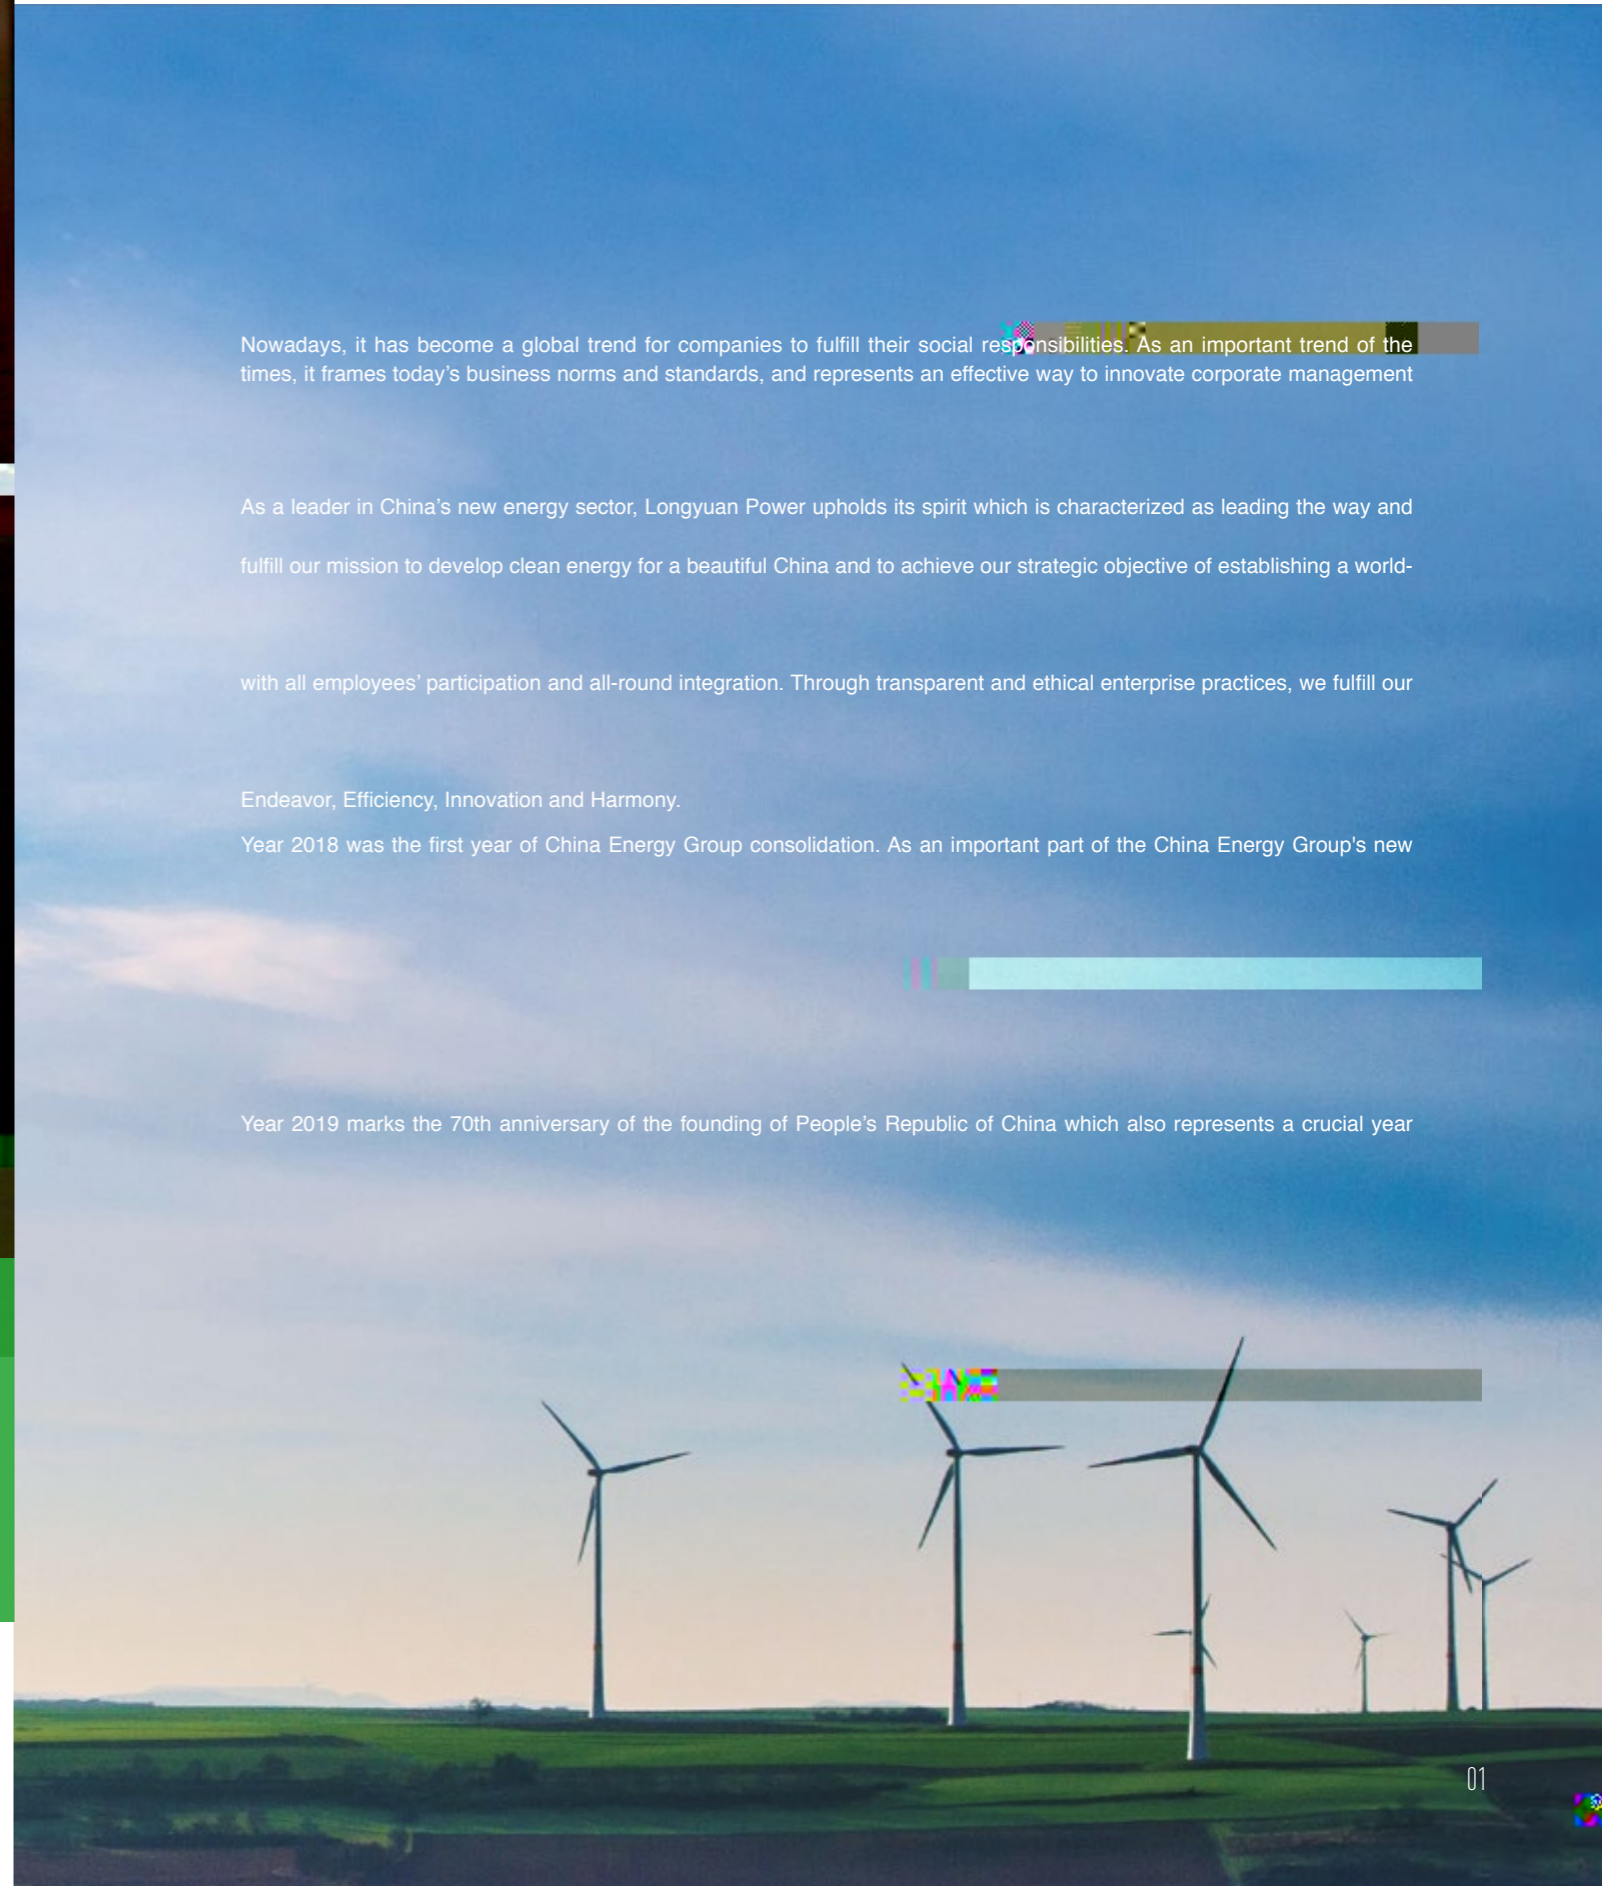 Nowadays, it has become a global trend for companies to fulfill their social responsibilities. As an important trend of the
times, it frames today’s business norms and standards, and represents an effective way to innovate corporate management
As a leader in China’s new energy sector, Longyuan Power upholds its spirit which is characterized as leading the way and
fulfill our mission to develop clean energy for a beautiful China and to achieve our strategic objective of establishing a world-
with all employees’ participation and all-round integration. Through transparent and ethical enterprise practices, we fulfill our
Endeavor, Efficiency, Innovation and Harmony.
Year 2018 was the first year of China Energy Group consolidation. As an important part of the China Energy Group's new
Year 2019 marks the 70th anniversary of the founding of People’s Republic of China which also represents a crucial year
01